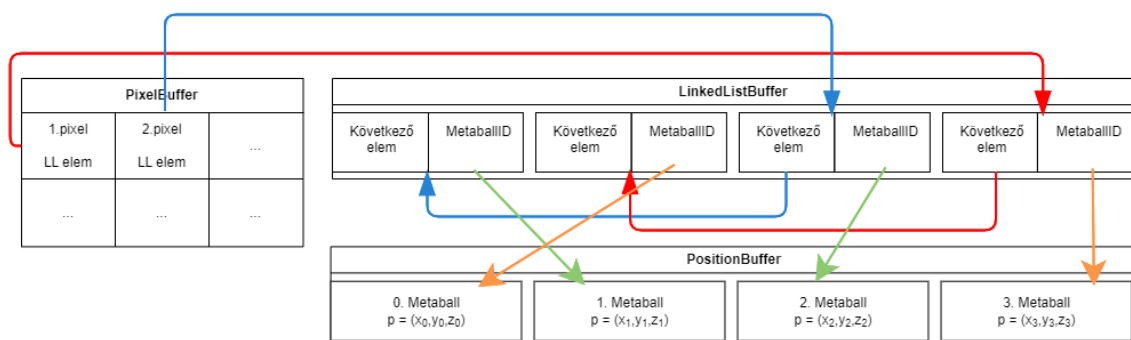 PixelBuffer
1.pixel
LL elem
2.pixel
LL elem
...
...
...
...
LinkedListBuffer
Következő
elem
MetaballID
Következő
elem
MetaballID
Következő
elem
MetaballID
Következő
elem
MetaballID
PositionBuffer
0. Metaball
p = (x₀,y₀,z₀)
1. Metaball
p = (x₁,y₁,z₁)
2. Metaball
p = (x₂,y₂,z₂)
3. Metaball
p = (x₃,y₃,z₃)